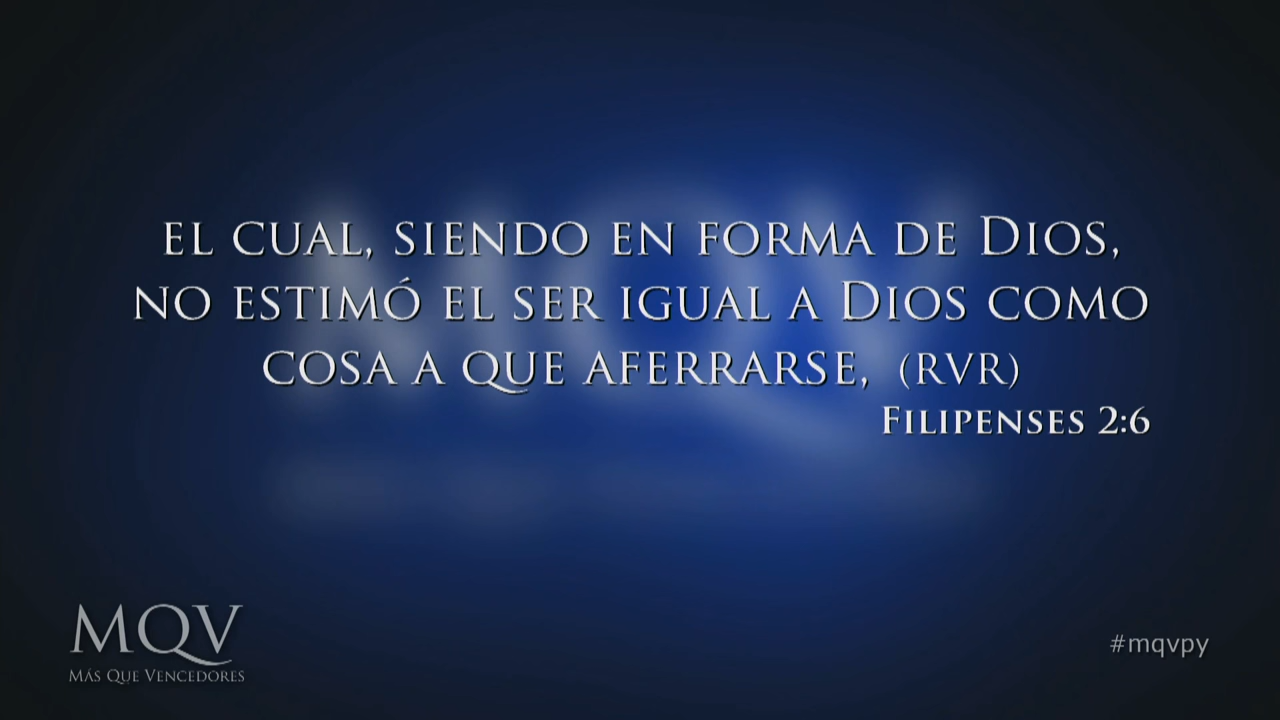 el cual, siendo en forma de Dios,
no estimó el ser igual a Dios como
cosa a que aferrarse, (RVR)
Filipenses 2:6
MQV
Más Que Vencedores
#mqvpy